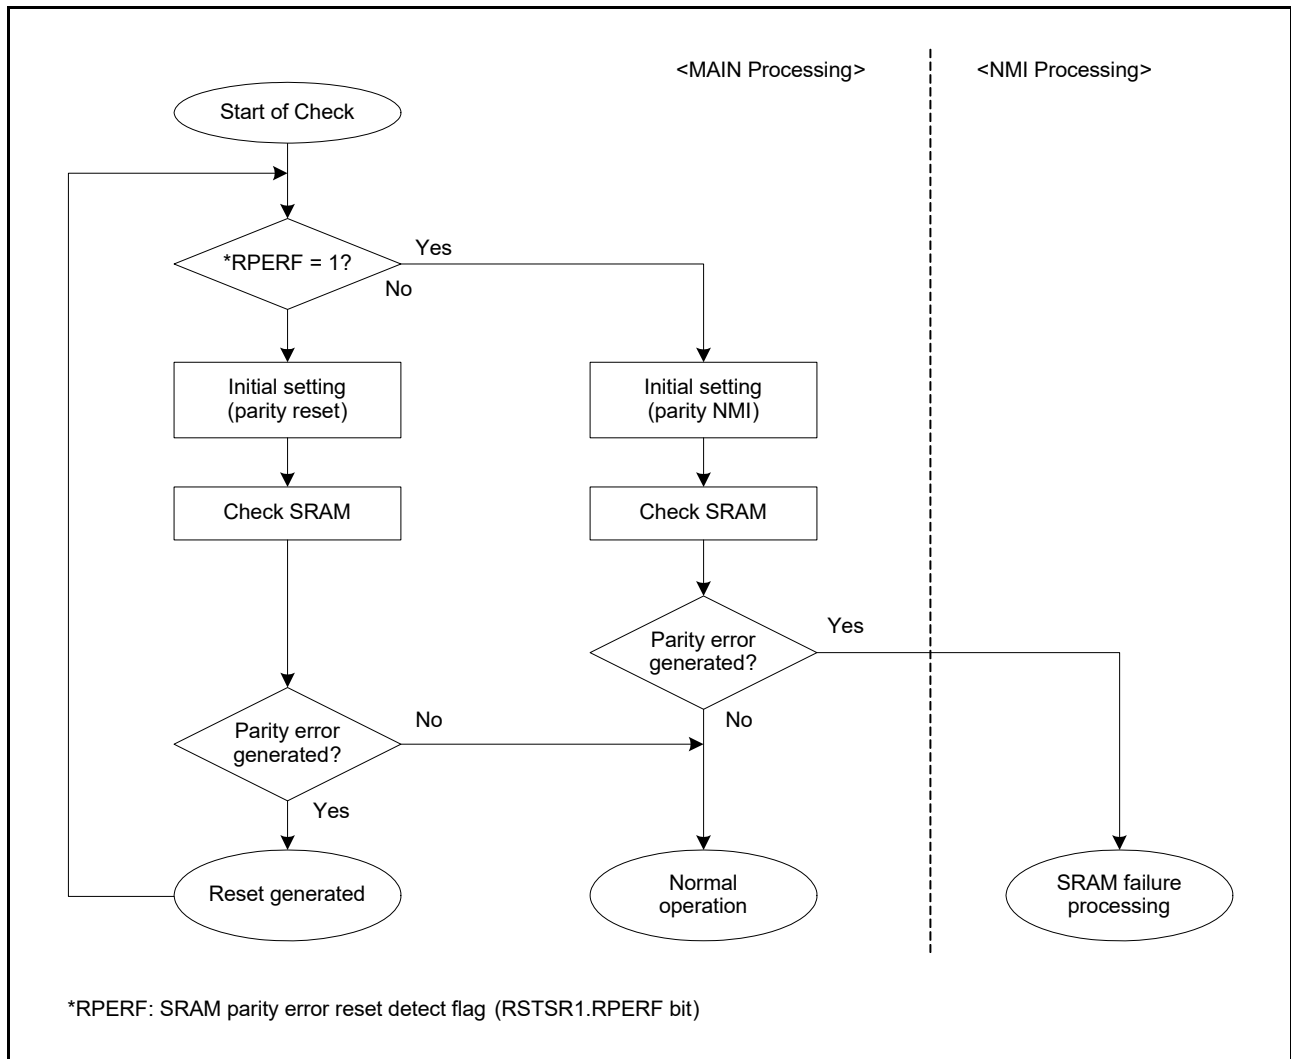 <MAIN Processing>
<NMI Processing>
Start of Check
*RPERF = 1?
Yes
No
Initial setting
(parity reset)
Initial setting
(parity NMI)
Check SRAM
Check SRAM
Parity error
generated?
Yes
No
Parity error
generated?
No
Yes
Reset generated
Normal
operation
SRAM failure
processing
*RPERF: SRAM parity error reset detect flag (RSTSR1.RPERF bit)